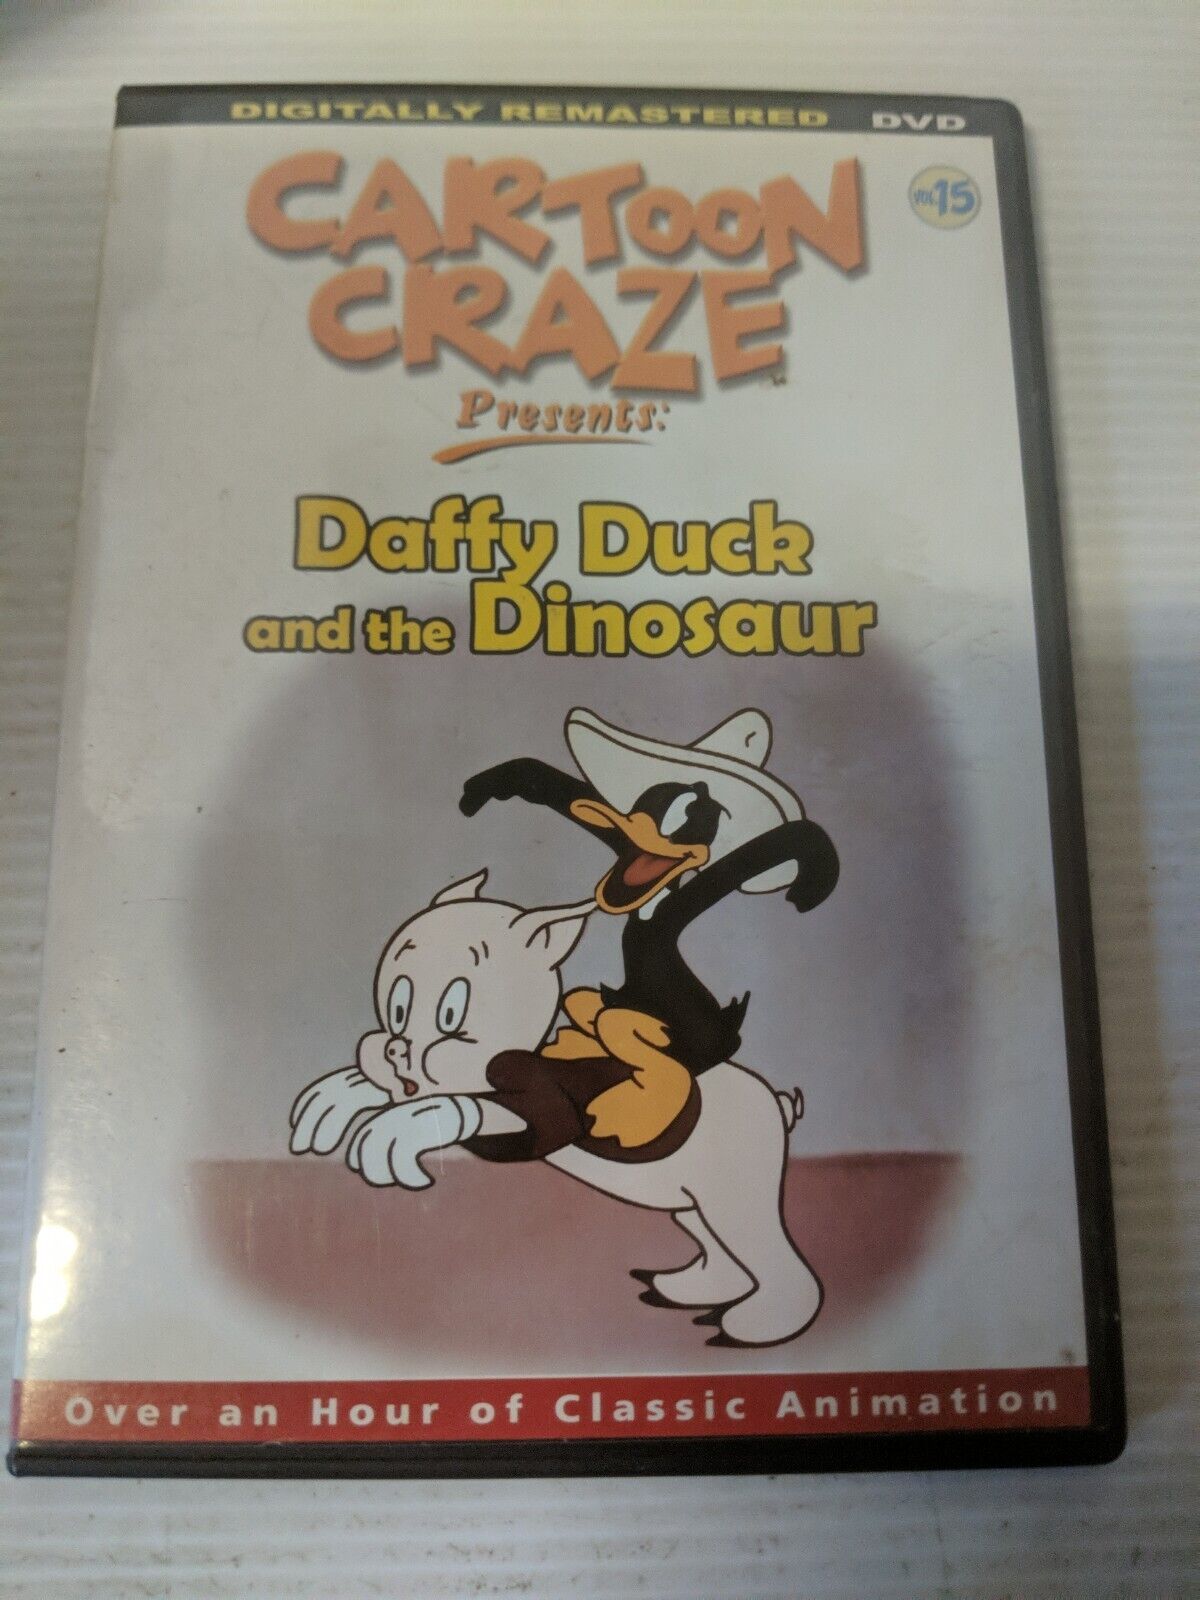 DIGITALLY REMASTERED DVD
CARTOON
VOL. 15
CRAZE
Presents:
Daffy Duck
and the Dinosaur
Over an Hour of Classic Animation